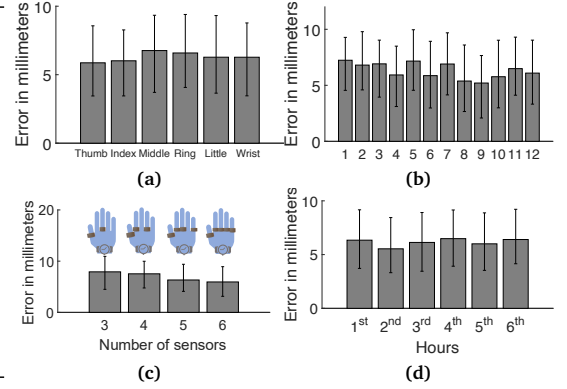 Error in millimeters
10
5
0
Thumb Index Middle Ring Little Wrist
(a)
Error in millimeters
10
5
0
1 2 3 4 5 6 7 8 9 10 11 12
(b)
Error in millimeters
20
10
0
3 4 5 6
Number of sensors
(c)
Error in millimeters
10
5
0
1st 2nd 3rd 4th 5th 6th
Hours
(d)